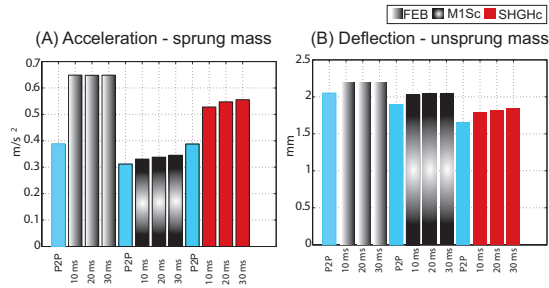 FEB M1Sc SHGHc
(A) Acceleration - sprung mass
0.7
0.6
0.5
0.4
0.3
0.2
0.1
0
m/s²
P2P 10 ms 20 ms 30 ms P2P 10 ms 20 ms 30 ms P2P 10 ms 20 ms 30 ms
(B) Deflection - unsprung mass
2.5
2
1.5
1
0.5
0
mm
P2P 10 ms 20 ms 30 ms P2P 10 ms 20 ms 30 ms P2P 10 ms 20 ms 30 ms